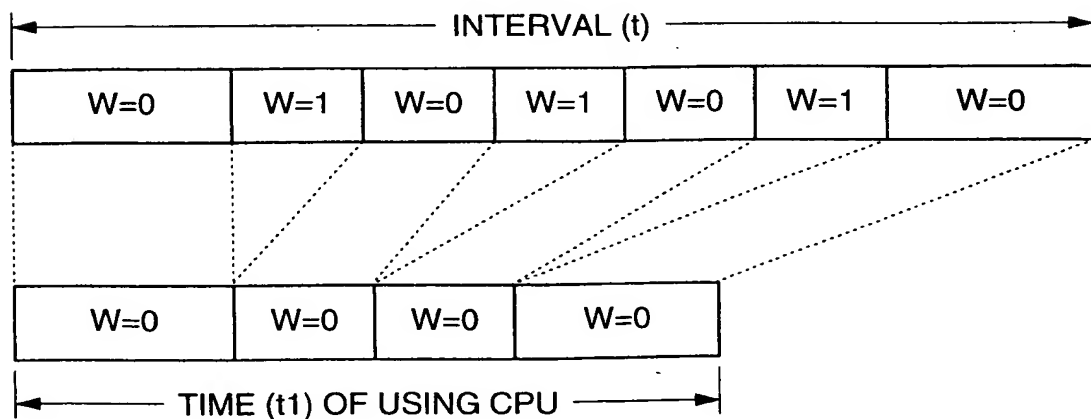 INTERVAL (t)
W=0 W=1 W=0 W=1 W=0 W=1 W=0
W=0 W=0 W=0 W=0
TIME (t1) OF USING CPU